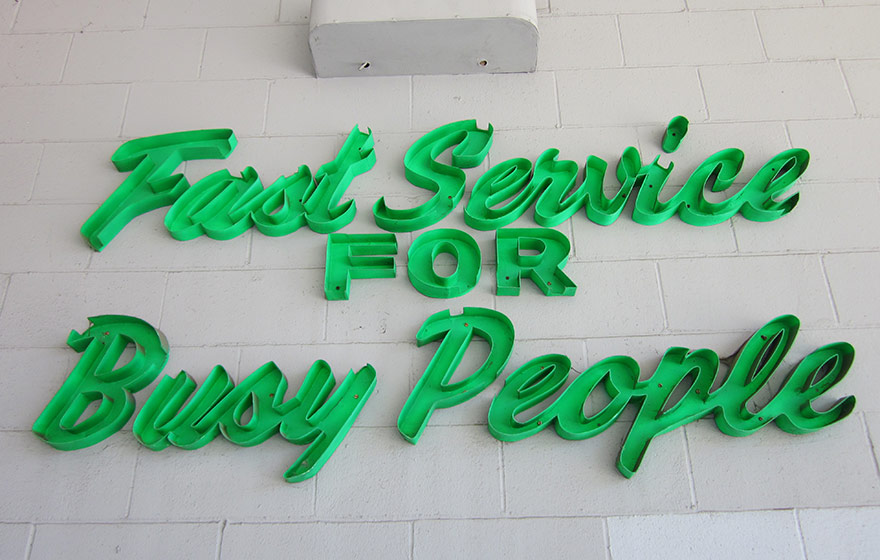 Fast Service
FOR
Busy People